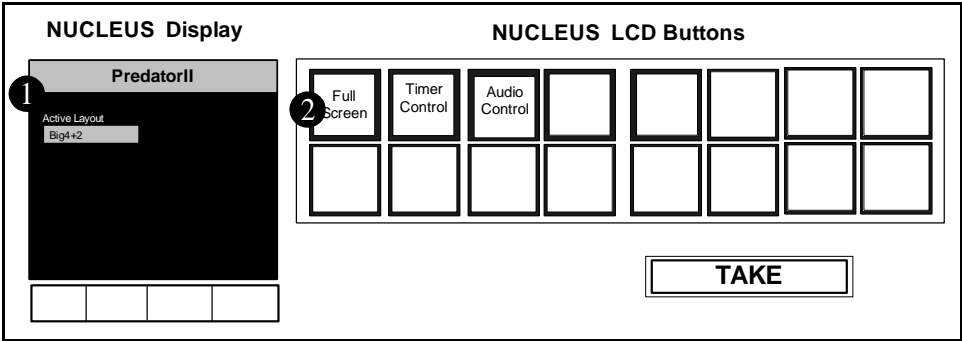 NUCLEUS Display
NUCLEUS LCD Buttons
PredatorII
1
Active Layout
Big4+2
2
Full
Screen
Timer
Control
Audio
Control
TAKE